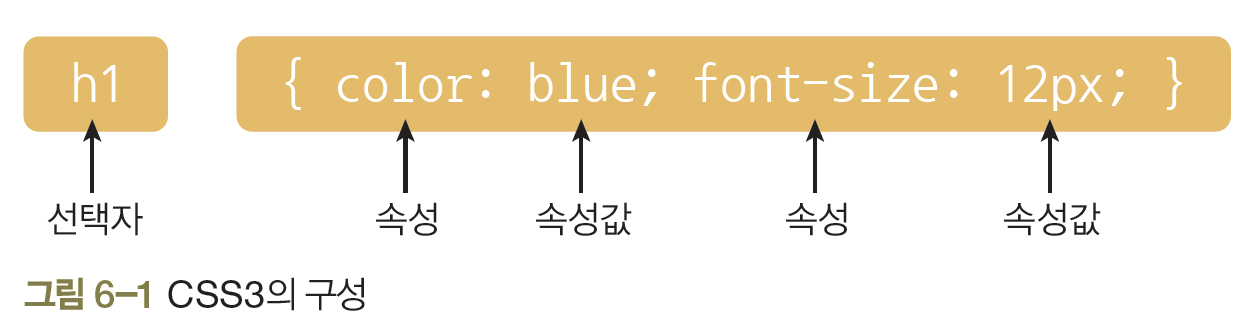 h1 { color: blue; font-size: 12px; }
선택자 속성 속성값 속성 속성값
그림 6-1 CSS3의 구성